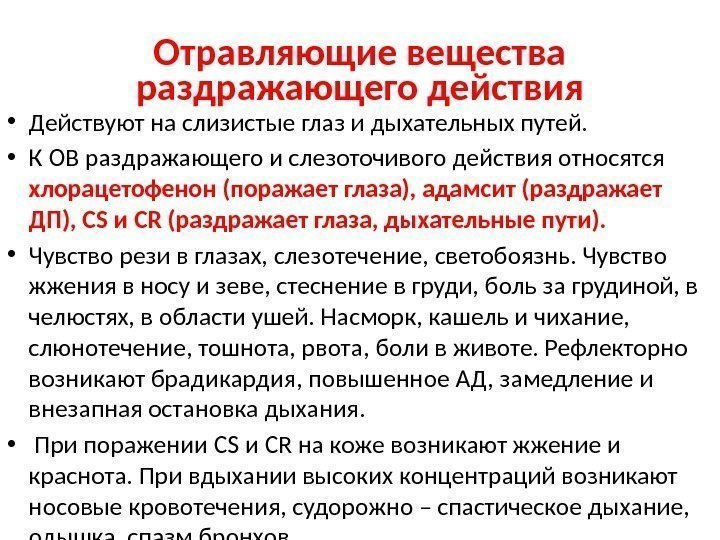 Отравляющие вещества
раздражающего действия
• Действуют на слизистые глаз и дыхательных путей.
• К ОВ раздражающего и слезоточивого действия относятся
хлорацетофенон (поражает глаза), адамсит (раздражает
ДП), CS и CR (раздражает глаза, дыхательные пути).
• Чувство рези в глазах, слезотечение, светобоязнь. Чувство
жжения в носу и зеве, стеснение в груди, боль за грудиной, в
челюстях, в области ушей. Насморк, кашель и чихание,
слюнотечение, тошнота, рвота, боли в животе. Рефлекторно
возникают брадикардия, повышенное АД, замедление и
внезапная остановка дыхания.
• При поражении CS и CR на коже возникают жжение и
краснота. При вдыхании высоких концентраций возникают
носовые кровотечения, судорожно – спастическое дыхание,
одышка, спазм бронхов